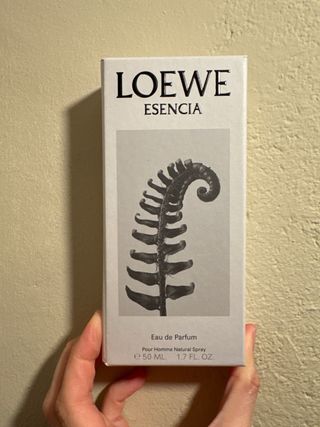 LOEWE
ESENCIA
Eau de Parfum
Pour Homme Natural Spray
℮ 50 ML. 1.7 FL. OZ.